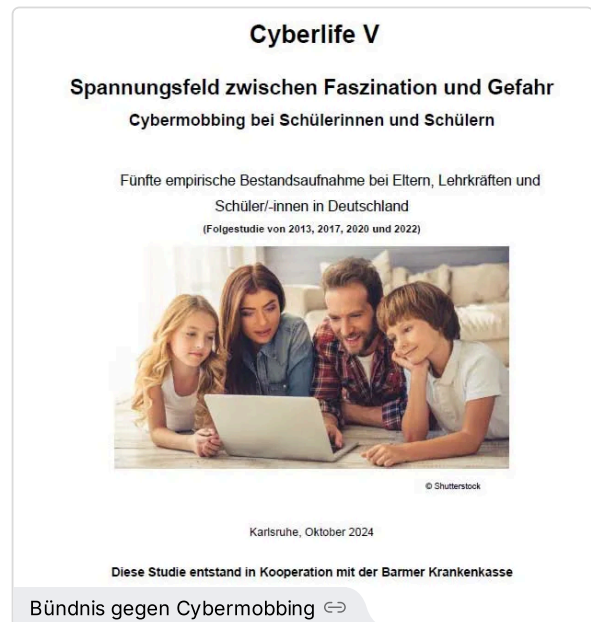 Cyberlife V
Spannungsfeld zwischen Faszination und Gefahr
Cybermobbing bei Schülerinnen und Schülern
Fünfte empirische Bestandsaufnahme bei Eltern, Lehrkräften und
Schüler/-innen in Deutschland
(Folgestudie von 2013, 2017, 2020 und 2022)
© Shutterstock
Karlsruhe, Oktober 2024
Diese Studie entstand in Kooperation mit der Barmer Krankenkasse
Bündnis gegen Cybermobbing